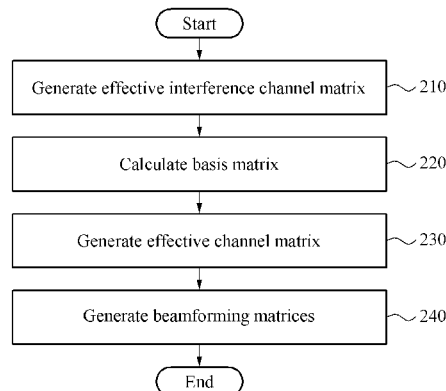 Start
Generate effective interference channel matrix
210
Calculate basis matrix
220
Generate effective channel matrix
230
Generate beamforming matrices
240
End